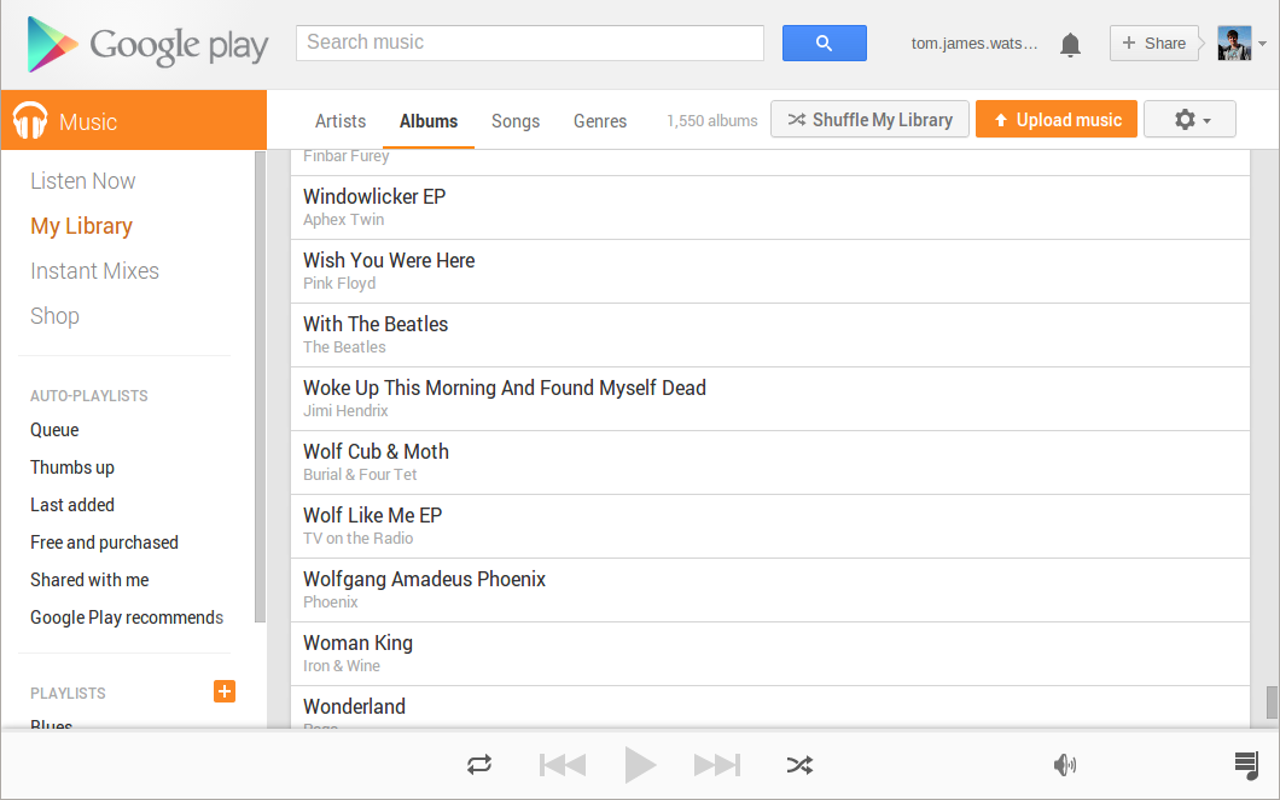 Google play
Search music
tom.james.wats...
+ Share
Music
Artists
Albums
Songs
Genres
1,550 albums
Shuffle My Library
Upload music
Listen Now
My Library
Instant Mixes
Shop
AUTO-PLAYLISTS
Queue
Thumbs up
Last added
Free and purchased
Shared with me
Google Play recommends
PLAYLISTS
Blues
Finbar Furey
Windowlicker EP
Aphex Twin
Wish You Were Here
Pink Floyd
With The Beatles
The Beatles
Woke Up This Morning And Found Myself Dead
Jimi Hendrix
Wolf Cub & Moth
Burial & Four Tet
Wolf Like Me EP
TV on the Radio
Wolfgang Amadeus Phoenix
Phoenix
Woman King
Iron & Wine
Wonderland